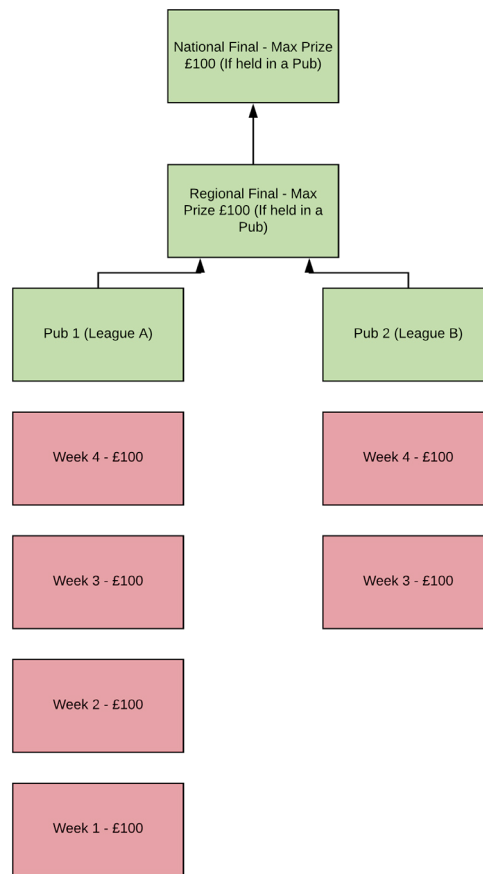 National Final - Max Prize
£100 (If held in a Pub)
Regional Final - Max
Prize £100 (If held in a
Pub)
Pub 1 (League A)
Pub 2 (League B)
Week 4 - £100
Week 4 - £100
Week 3 - £100
Week 3 - £100
Week 2 - £100
Week 1 - £100